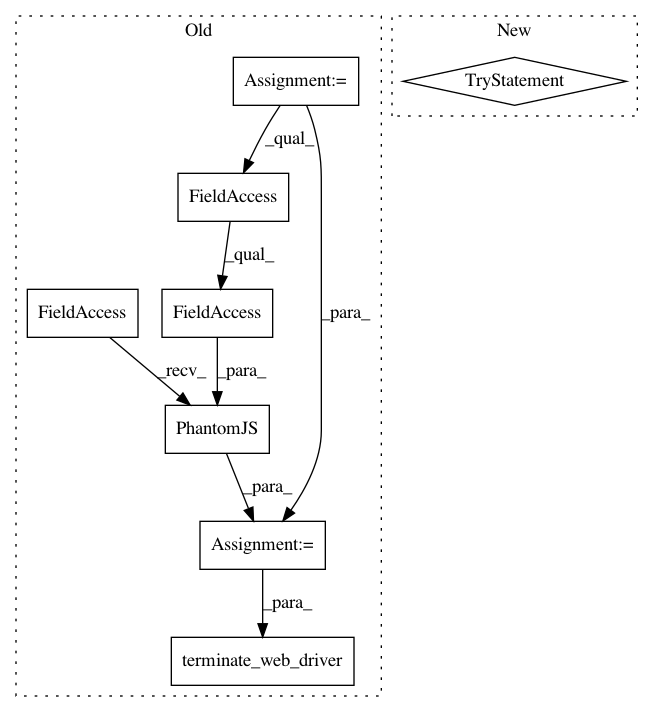 Old
New
Assignment:=
TryStatement
_qual_
FieldAccess
_qual_
_para_
FieldAccess
FieldAccess
_recv_
_para_
PhantomJS
_para_
Assignment:=
_para_
terminate_web_driver